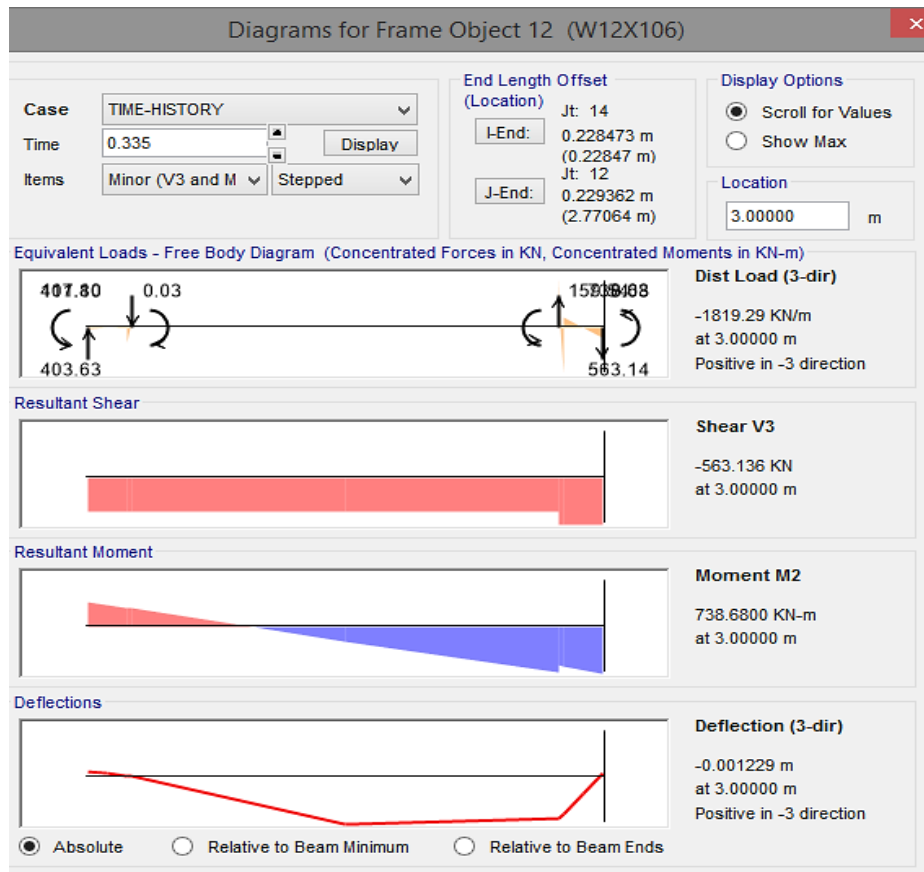 Diagrams for Frame Object 12 (W12X106)
Case TIME-HISTORY
Time 0.335 Display
Items Minor (V3 and M Stepped
End Length Offset
(Location)
Jt: 14
I-End: 0.228473 m
(0.22847 m)
Jt: 12
J-End: 0.229362 m
(2.77064 m)
Display Options
Scroll for Values
Show Max
Location
3.00000 m
Equivalent Loads - Free Body Diagram (Concentrated Forces in KN, Concentrated Moments in KN-m)
0.03
403.63
563.14
Dist Load (3-dir)
-1819.29 KN/m
at 3.00000 m
Positive in -3 direction
Resultant Shear
Shear V3
-563.136 KN
at 3.00000 m
Resultant Moment
Moment M2
738.6800 KN-m
at 3.00000 m
Deflections
Deflection (3-dir)
-0.001229 m
at 3.00000 m
Positive in -3 direction
Absolute Relative to Beam Minimum Relative to Beam Ends